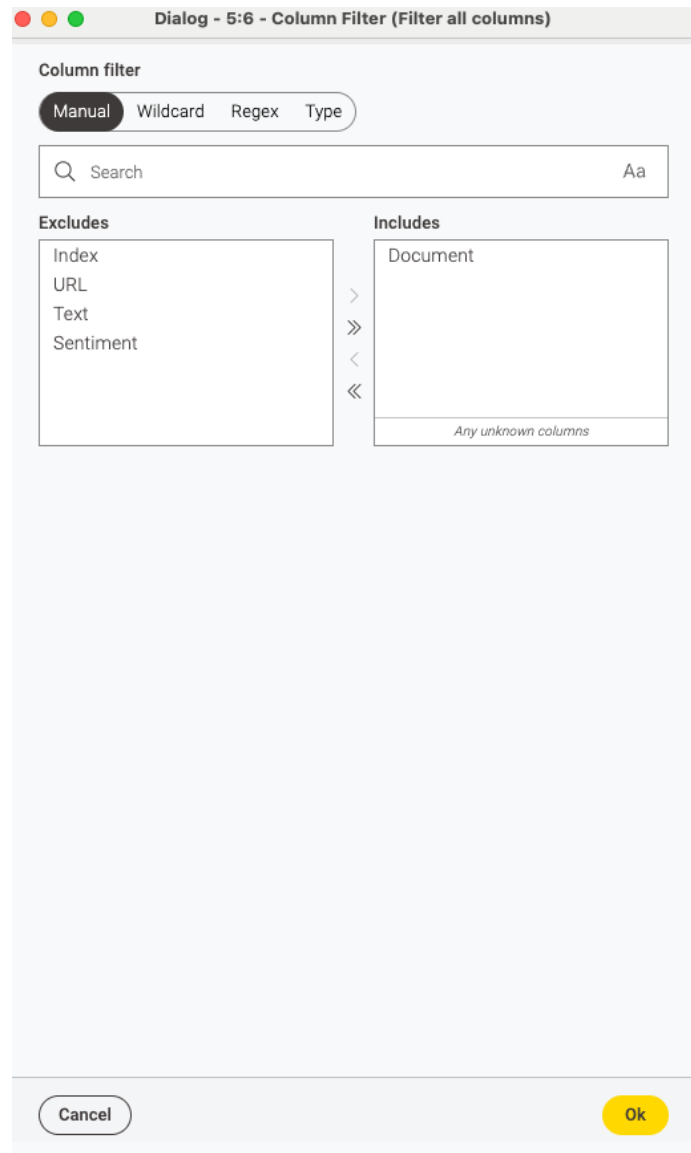 Dialog - 5:6 - Column Filter (Filter all columns)
Column filter
Manual Wildcard Regex Type
Search Aa
Excludes Includes
Index Document
URL
Text
Sentiment
Any unknown columns
Cancel Ok